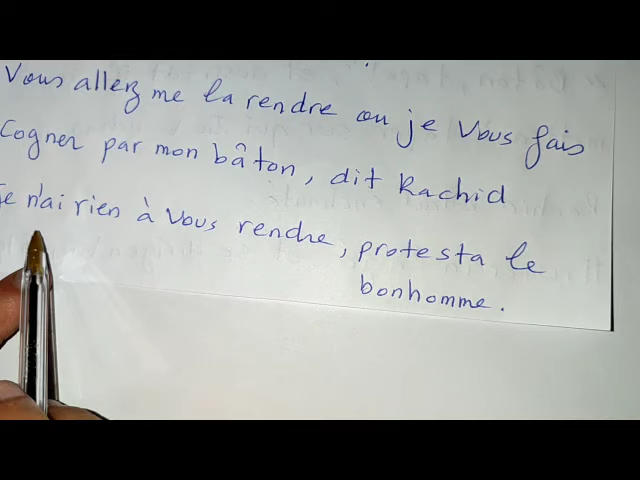 Vous allez me la rendre ou je vous fais
Cogner par mon bâton, dit Rachid
Je n'ai rien à vous rendre, protesta le
bonhomme.